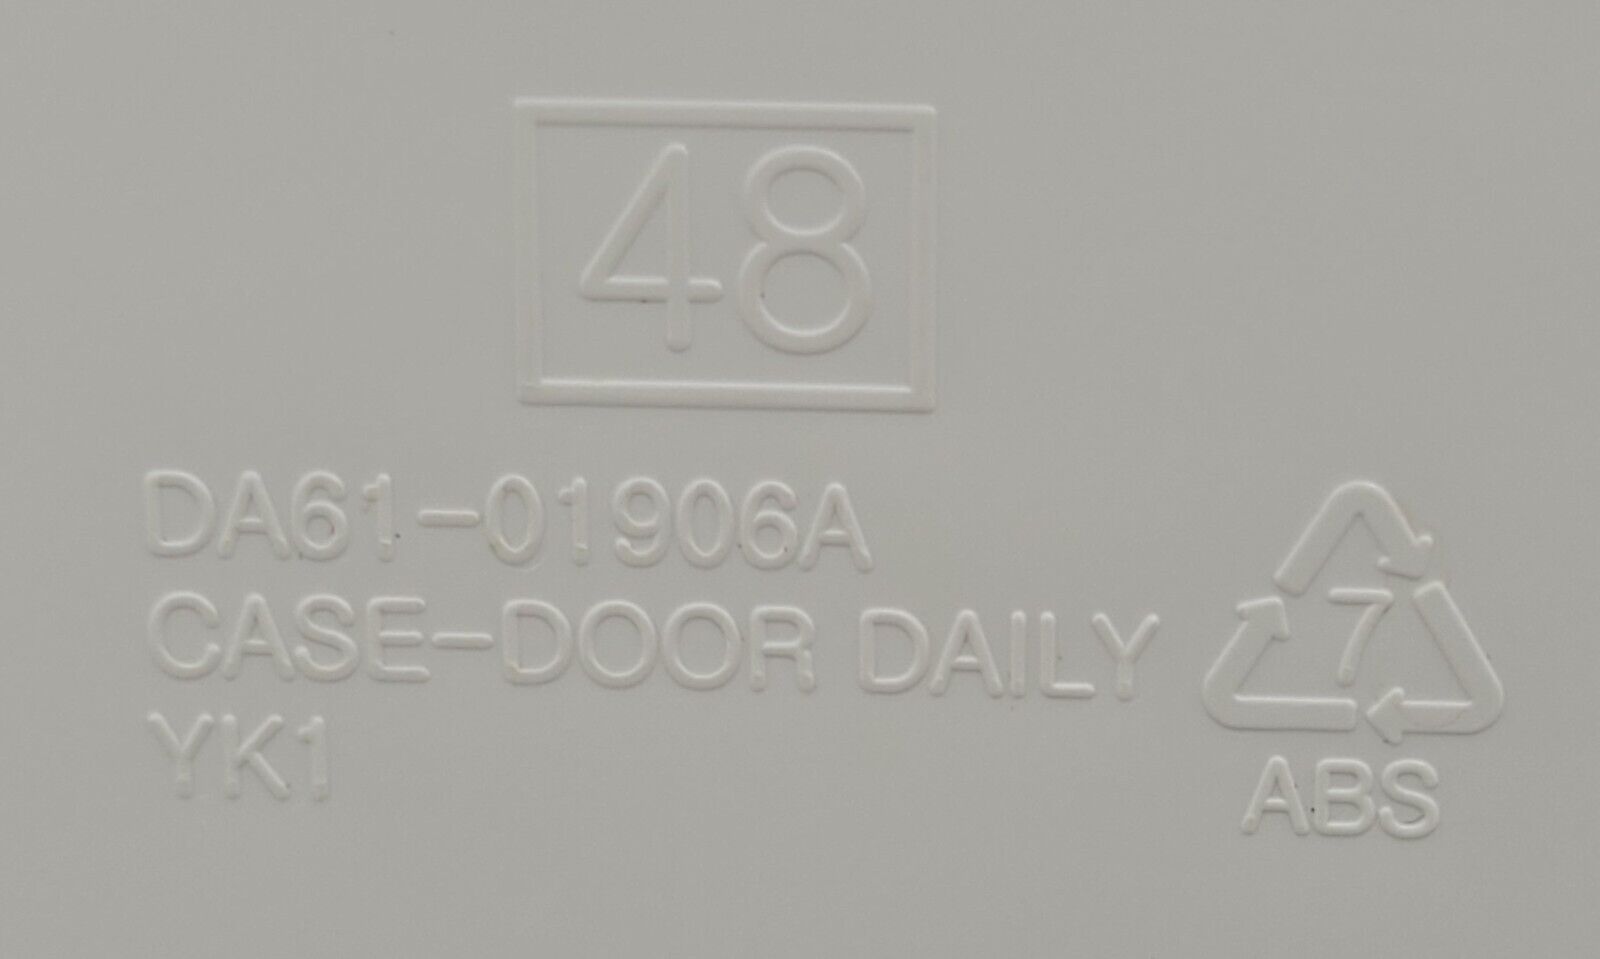 48
DA61-01906A
CASE-DOOR DAILY
YK1
7
ABS